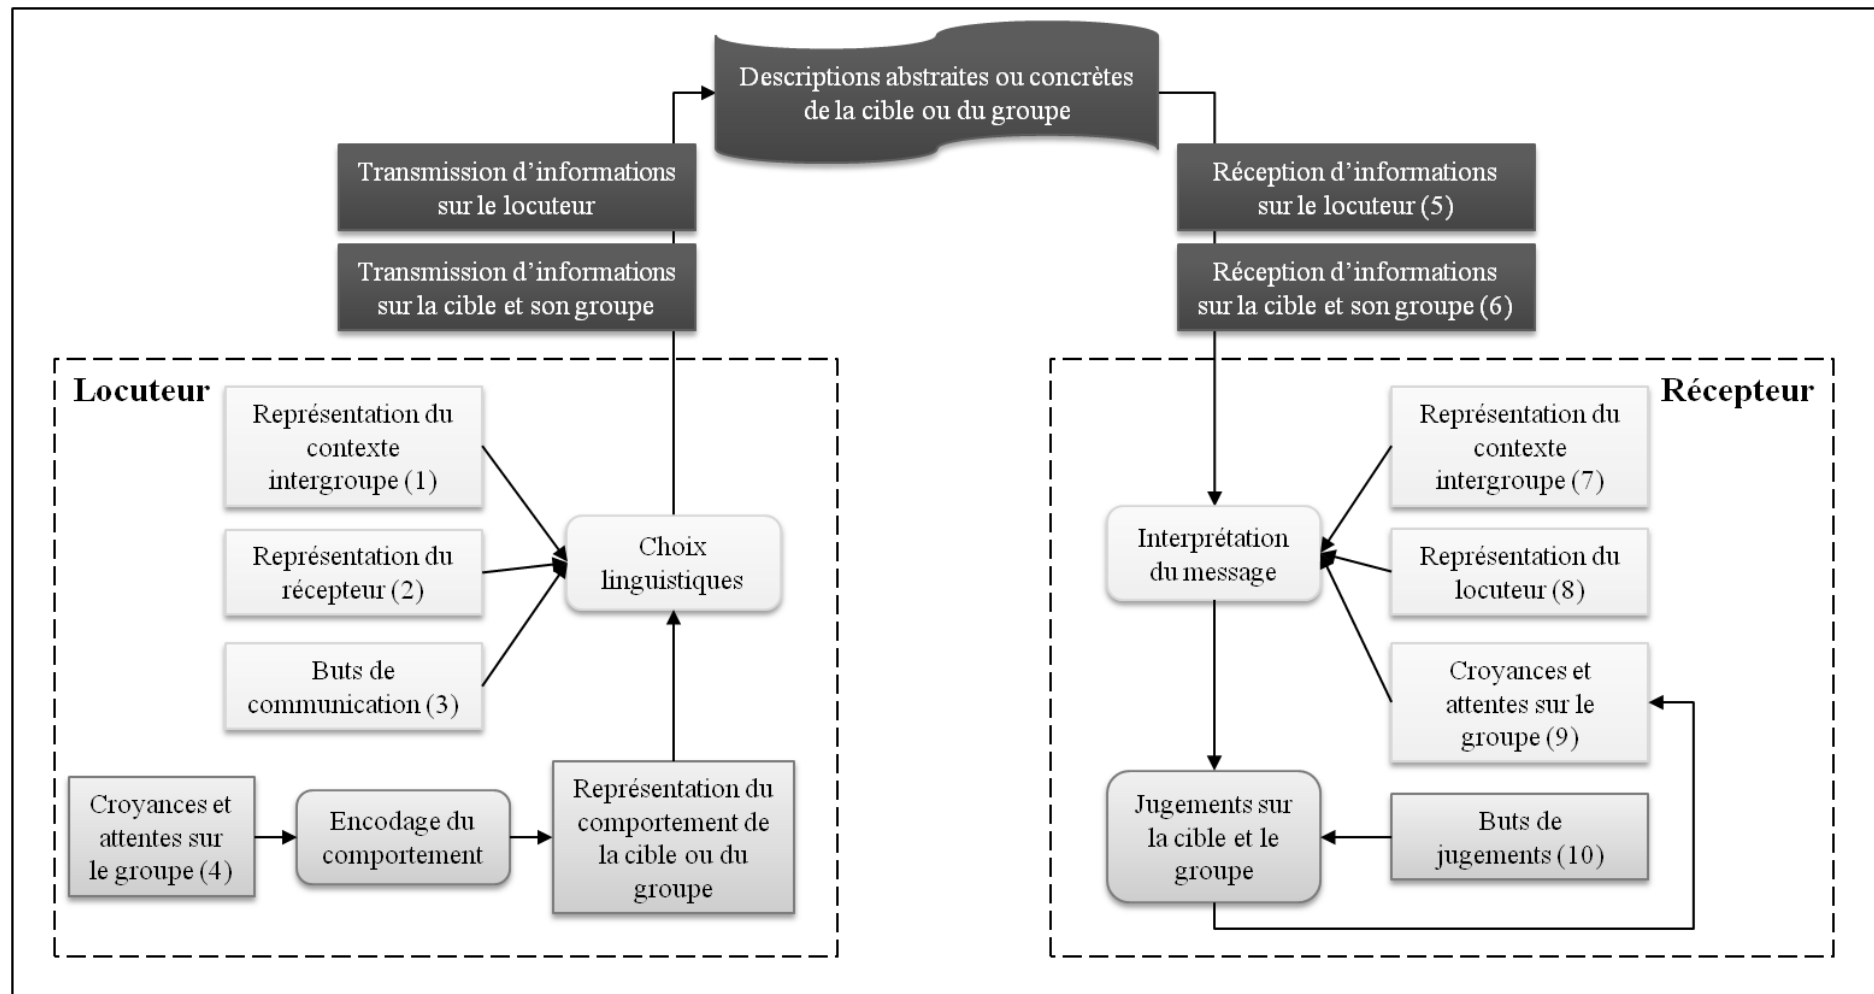 Descriptions abstraites ou concrètes
de la cible ou du groupe
Transmission d’informations
sur le locuteur
Transmission d’informations
sur la cible et son groupe
Réception d’informations
sur le locuteur (5)
Réception d’informations
sur la cible et son groupe (6)
Locuteur
Représentation du
contexte
intergroupe (1)
Représentation du
récepteur (2)
Buts de
communication (3)
Choix
linguistiques
Croyances et
attentes sur
le groupe (4)
Encodage du
comportement
Représentation du
comportement de
la cible ou du
groupe
Récepteur
Représentation du
contexte
intergroupe (7)
Interprétation
du message
Représentation du
locuteur (8)
Croyances et
attentes sur le
groupe (9)
Jugements sur
la cible et le
groupe
Buts de
jugements (10)